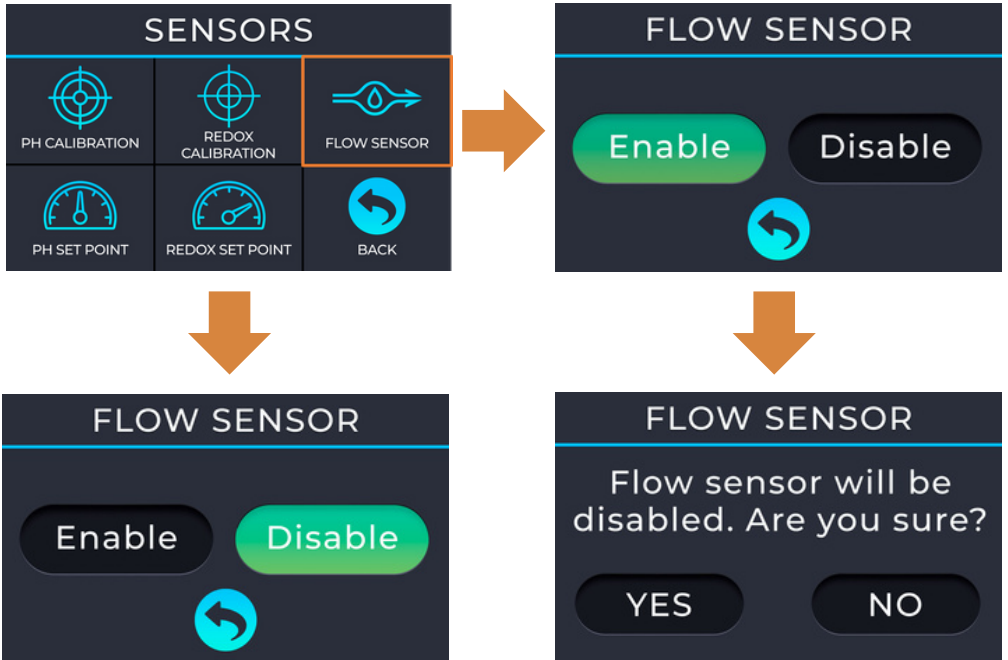 SENSORS
PH CALIBRATION
REDOX
CALIBRATION
FLOW SENSOR
PH SET POINT
REDOX SET POINT
BACK
FLOW SENSOR
Enable
Disable
FLOW SENSOR
Enable
Disable
FLOW SENSOR
Flow sensor will be
disabled. Are you sure?
YES
NO